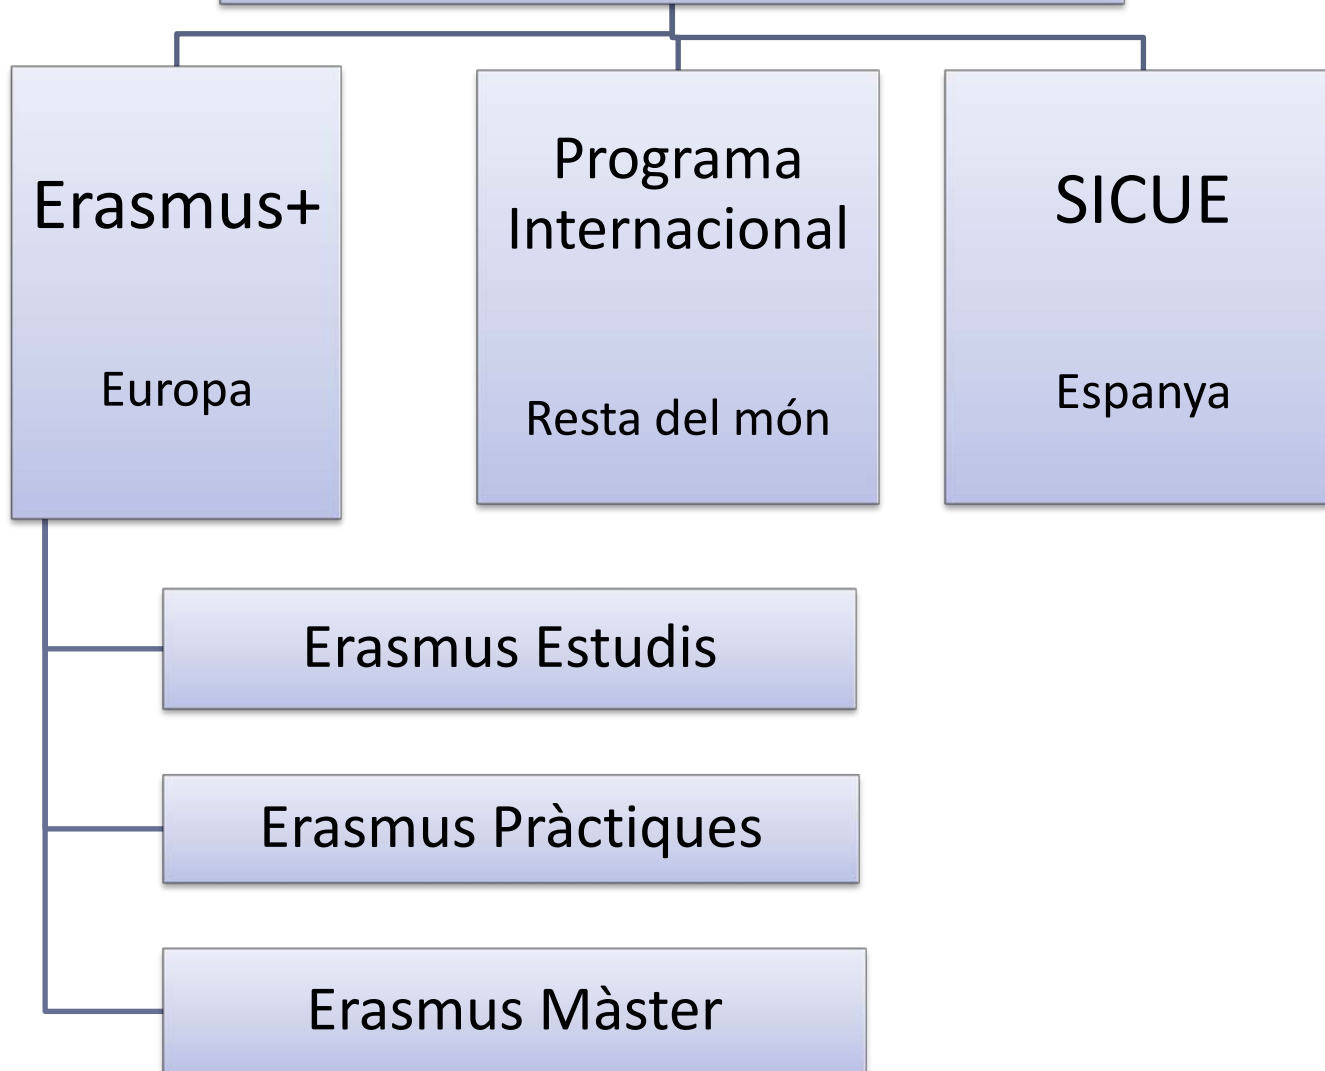 Erasmus+
Europa
Programa
Internacional
Resta del món
SICUE
Espanya
Erasmus Estudis
Erasmus Pràctiques
Erasmus Màster